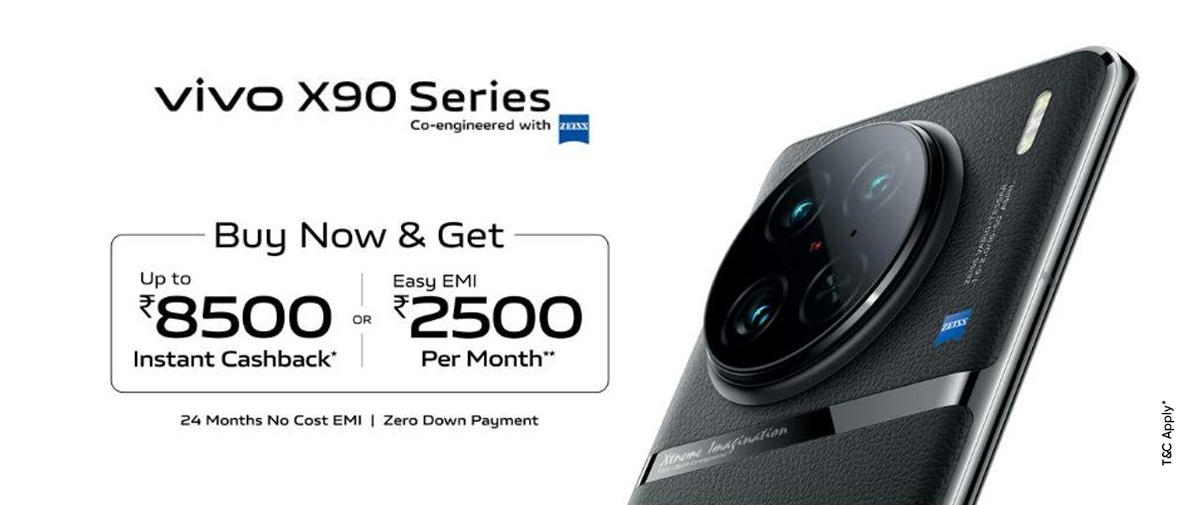 vivo X90 Series
Co-engineered with ZEISS
Buy Now & Get
Up to
₹8500
Instant Cashback*
OR
Easy EMI
₹2500
Per Month**
24 Months No Cost EMI | Zero Down Payment
T*
ZEISS
Xtreme Imagination
T&C Apply*